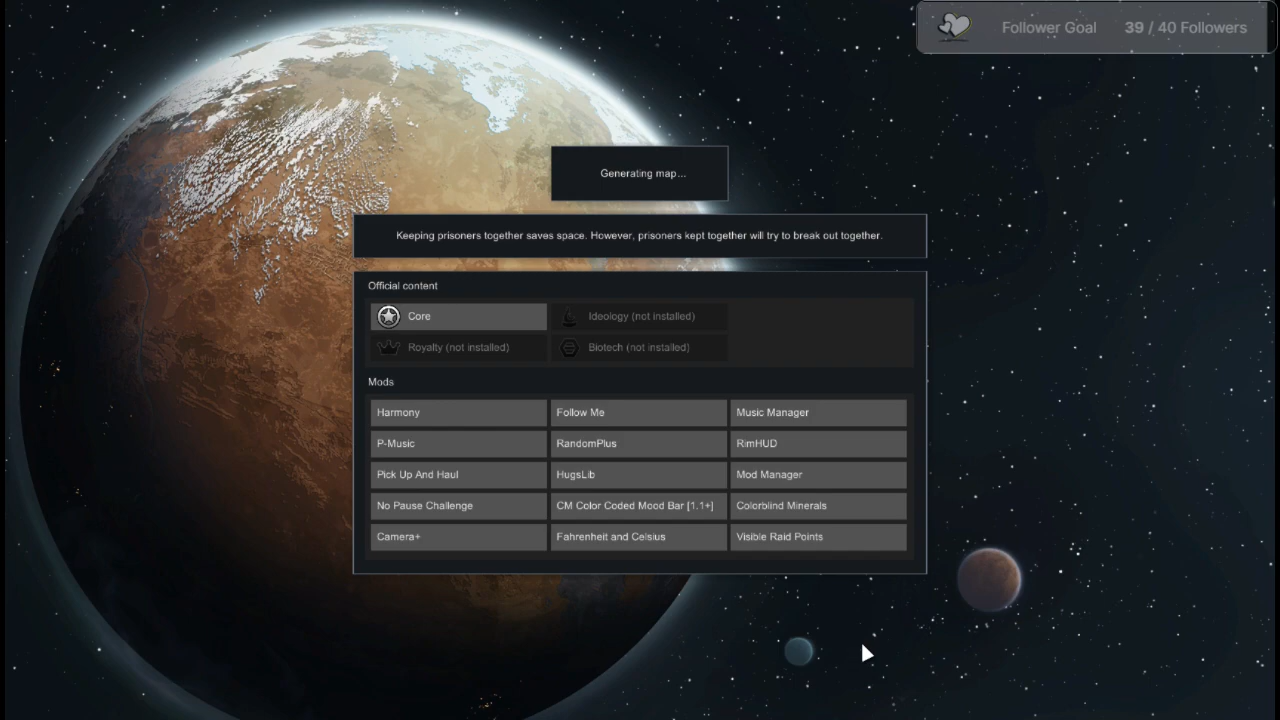 Follower Goal 39 / 40 Followers
Generating map...
Keeping prisoners together saves space. However, prisoners kept together will try to break out together.
Official content
Core Ideology (not installed)
Royalty (not installed) Biotech (not installed)
Mods
Harmony Follow Me Music Manager
P-Music RandomPlus RimHUD
Pick Up And Haul HugsLib Mod Manager
No Pause Challenge CM Color Coded Mood Bar [1.1+] Colorblind Minerals
Camera+ Fahrenheit and Celsius Visible Raid Points